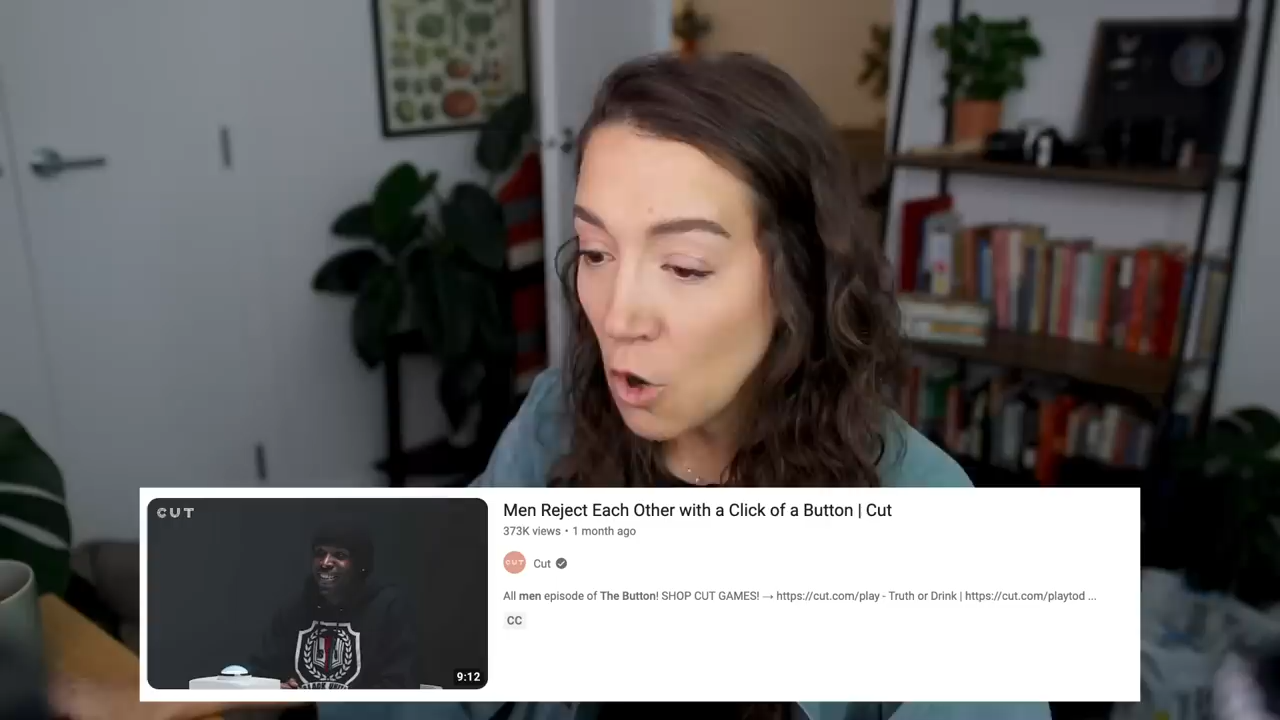 CUT
Men Reject Each Other with a Click of a Button | Cut
373K views • 1 month ago
CUT
Cut
All men episode of The Button! SHOP CUT GAMES! → https://cut.com/play - Truth or Drink | https://cut.com/playtod ...
CC
9:12